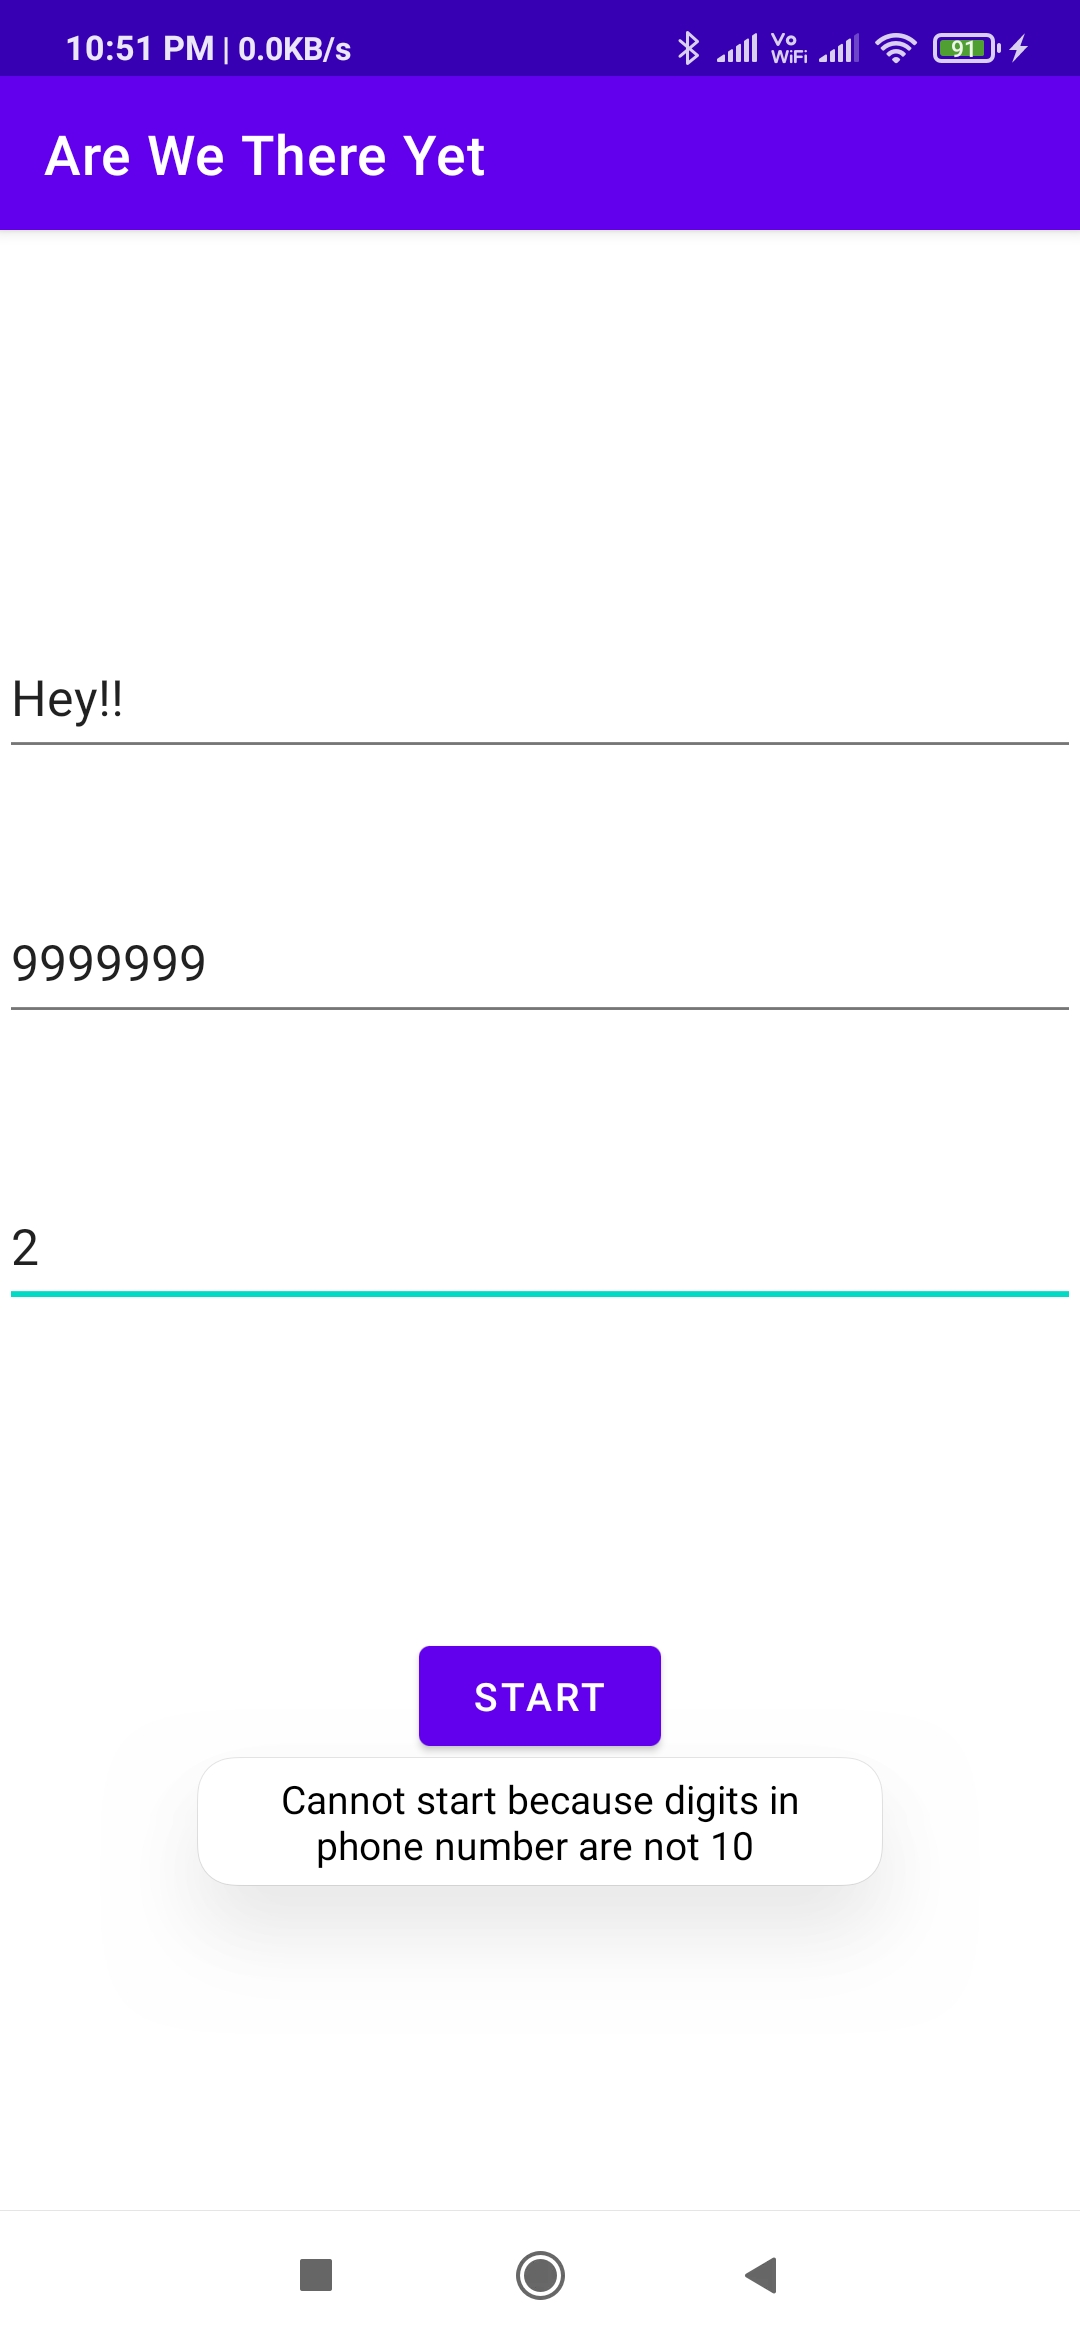 10:51 PM | 0.0KB/s Vo WiFi 91
Are We There Yet
Hey!!
9999999
2
START
Cannot start because digits in
phone number are not 10